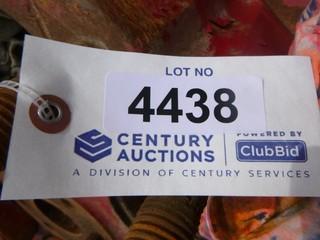 LOT NO
4438
CENTURY AUCTIONS
POWERED BY
ClubBid
A DIVISION OF CENTURY SERVICES